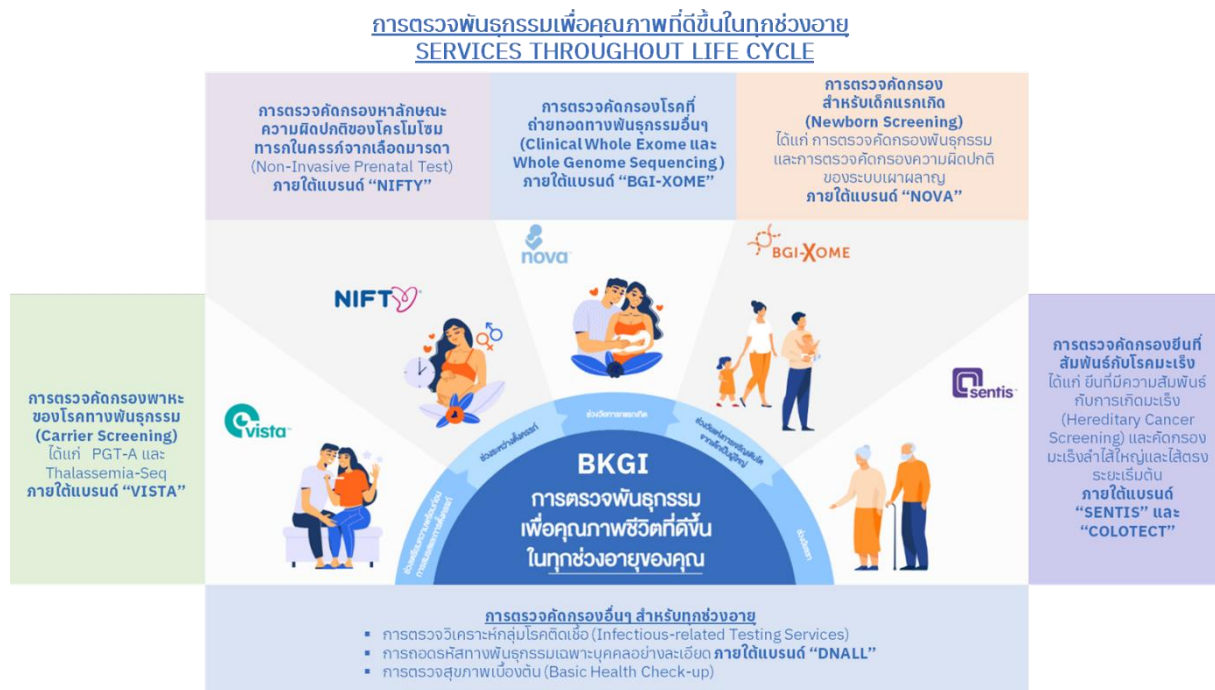 การตรวจพันธุกรรมเพื่อคุณภาพที่ดีขึ้นในทุกช่วงอายุ
SERVICES THROUGHOUT LIFE CYCLE
การตรวจคัดกรองหาลักษณะ
ความผิดปกติของโครโมโซม
ทารกในครรภ์จากเลือดมารดา
(Non-Invasive Prenatal Test)
ภายใต้แบรนด์ “NIFTY”
การตรวจคัดกรองโรคที่
ถ่ายทอดทางพันธุกรรมอื่นๆ
(Clinical Whole Exome และ
Whole Genome Sequencing)
ภายใต้แบรนด์ “BGI-XOME”
การตรวจคัดกรอง
สำหรับเด็กแรกเกิด
(Newborn Screening)
ได้แก่ การตรวจคัดกรองพันธุกรรม
และการตรวจคัดกรองความผิดปกติ
ของระบบเผาผลาญ
ภายใต้แบรนด์ “NOVA”
nova
BGI-XOME
NIFTY
sentis
vista
การตรวจคัดกรองพาหะ
ของโรคทางพันธุกรรม
(Carrier Screening)
ได้แก่ PGT-A และ
Thalassemia-Seq
ภายใต้แบรนด์ “VISTA”
การตรวจคัดกรองยีนที่
สัมพันธ์กับโรคมะเร็ง
ได้แก่ ยีนที่มีความสัมพันธ์
กับการเกิดมะเร็ง
(Hereditary Cancer
Screening) และคัดกรอง
มะเร็งลำไส้ใหญ่และไส้ตรง
ระยะเริ่มต้น
ภายใต้แบรนด์
“SENTIS” และ
“COLOTECT”
ช่วงระหว่างตั้งครรภ์
ช่วงวัยทารกแรกเกิด
ช่วงวัยชรา
BKGI
การตรวจพันธุกรรม
เพื่อคุณภาพชีวิตที่ดีขึ้น
ในทุกช่วงอายุของคุณ
การตรวจคัดกรองอื่นๆ สำหรับทุกช่วงอายุ
▪ การตรวจวิเคราะห์กลุ่มโรคติดเชื้อ (Infectious-related Testing Services)
▪ การถอดรหัสทางพันธุกรรมเฉพาะบุคคลอย่างละเอียด ภายใต้แบรนด์ “DNALL”
▪ การตรวจสุขภาพเบื้องต้น (Basic Health Check-up)